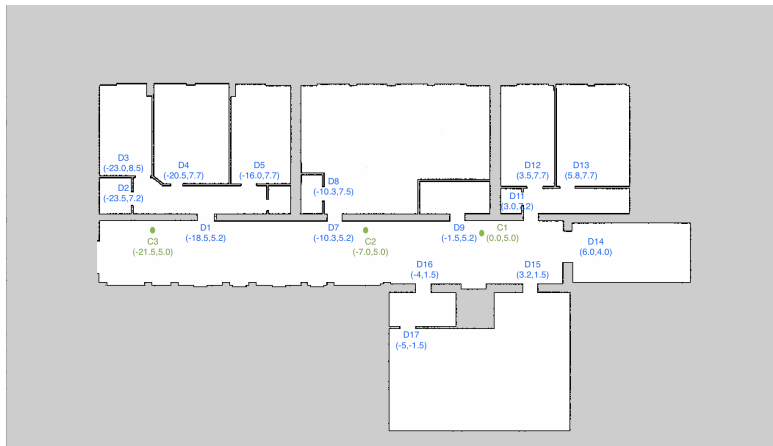 D3
(-23.0,8.5)
D4
(-20.5,7.7)
D5
(-16.0,7.7)
D2
(-23.5,7.2)
D8
(-10.3,7.5)
D12
(3.5,7.7)
D13
(5.8,7.7)
D11
(3.0,7.2)
C3
(-21.5,5.0)
D1
(-18.5,5.2)
D7
(-10.3,5.2)
C2
(-7.0,5.0)
D9
(-1.5,5.2)
C1
(0.0,5.0)
D14
(6.0,4.0)
D16
(-4,1.5)
D15
(3.2,1.5)
D17
(-5,-1.5)